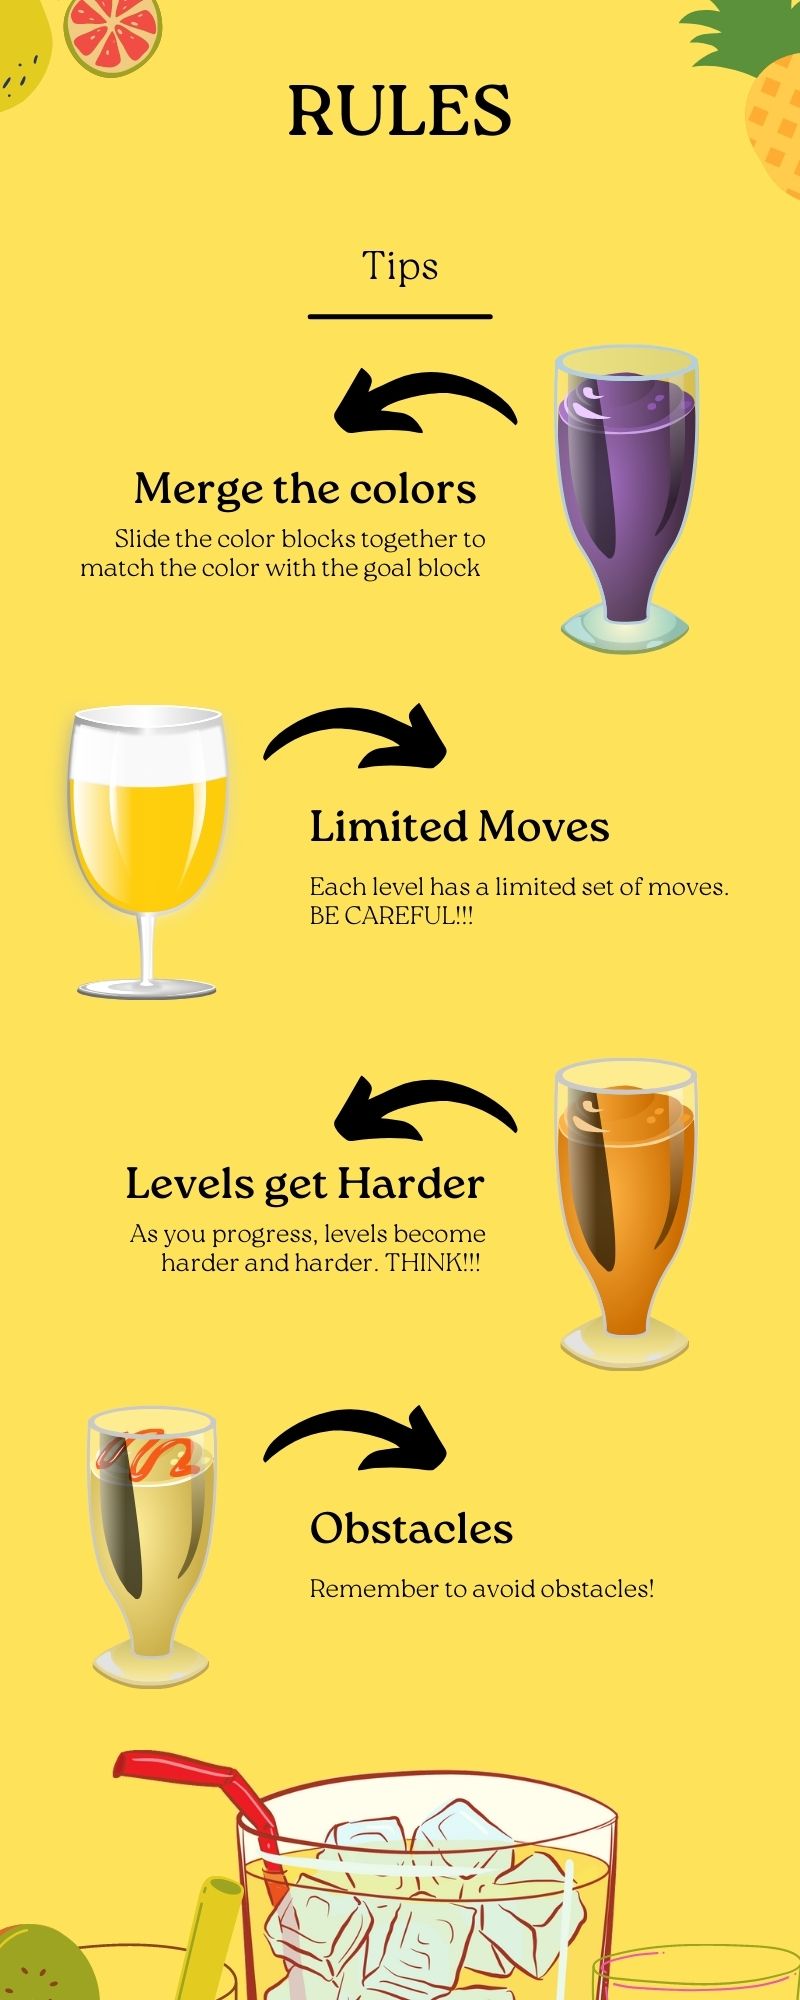 RULES
Tips
Merge the colors
Slide the color blocks together to
match the color with the goal block
Limited Moves
Each level has a limited set of moves.
BE CAREFUL!!!
Levels get Harder
As you progress, levels become
harder and harder. THINK!!!
Obstacles
Remember to avoid obstacles!